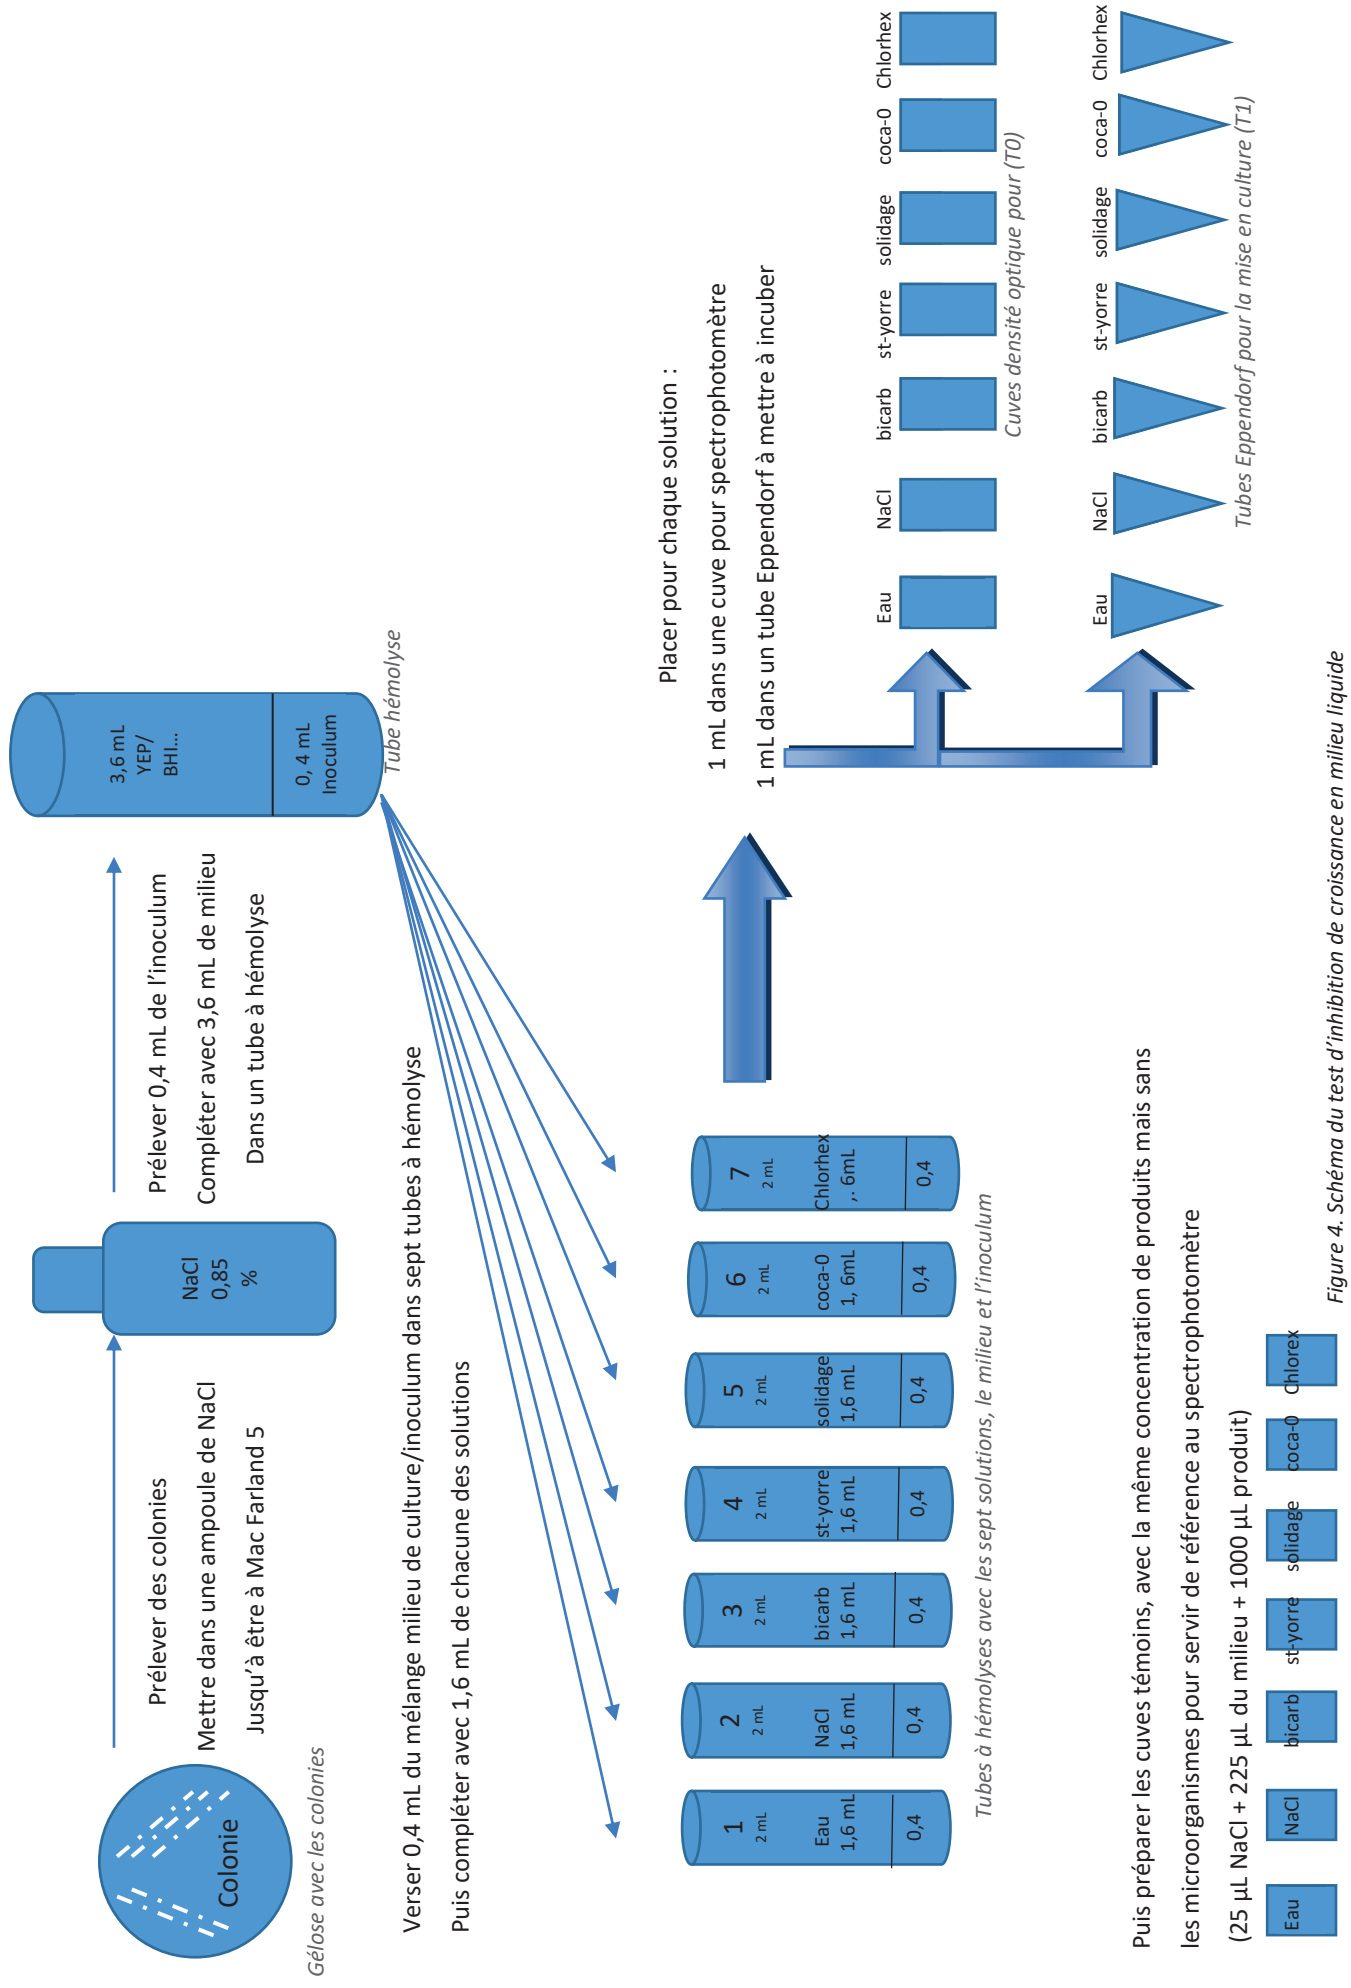 Colonie
Gélose avec les colonies
Prélever des colonies
Mettre dans une ampoule de NaCl
Jusqu'à être à Mac Farland 5
NaCl
0,85
%
Prélever 0,4 mL de l'inoculum
Compléter avec 3,6 mL de milieu
Dans un tube à hémolyse
3,6 mL
YEP/
BHI...
0, 4 mL
Inoculum
Tube hémolyse
Verser 0,4 mL du mélange milieu de culture/inoculum dans sept tubes à hémolyse
Puis compléter avec 1,6 mL de chacune des solutions
1
2 mL
Eau
1,6 mL
0,4
2
2 mL
NaCl
1,6 mL
0,4
3
2 mL
bicarb
1,6 mL
0,4
4
2 mL
st-yorre
1,6 mL
0,4
5
2 mL
solidage
1,6 mL
0,4
6
2 mL
coca-0
1, 6mL
0,4
7
2 mL
Chlorhex
,. 6mL
0,4
Tubes à hémolyses avec les sept solutions, le milieu et l'inoculum
Placer pour chaque solution :
1 mL dans une cuve pour spectrophotomètre
1 mL dans un tube Eppendorf à mettre à incuber
Eau
NaCl
bicarb
st-yorre
solidage
coca-0
Chlorhex
Cuves densité optique pour (T0)
Eau
NaCl
bicarb
st-yorre
solidage
coca-0
Chlorhex
Tubes Eppendorf pour la mise en culture (T1)
Puis préparer les cuves témoins, avec la même concentration de produits mais sans
les microorganismes pour servir de référence au spectrophotomètre
(25 µL NaCl + 225 µL du milieu + 1000 µL produit)
Eau
NaCl
bicarb
st-yorre
solidage
coca-0
Chlorex
Figure 4. Schéma du test d'inhibition de croissance en milieu liquide